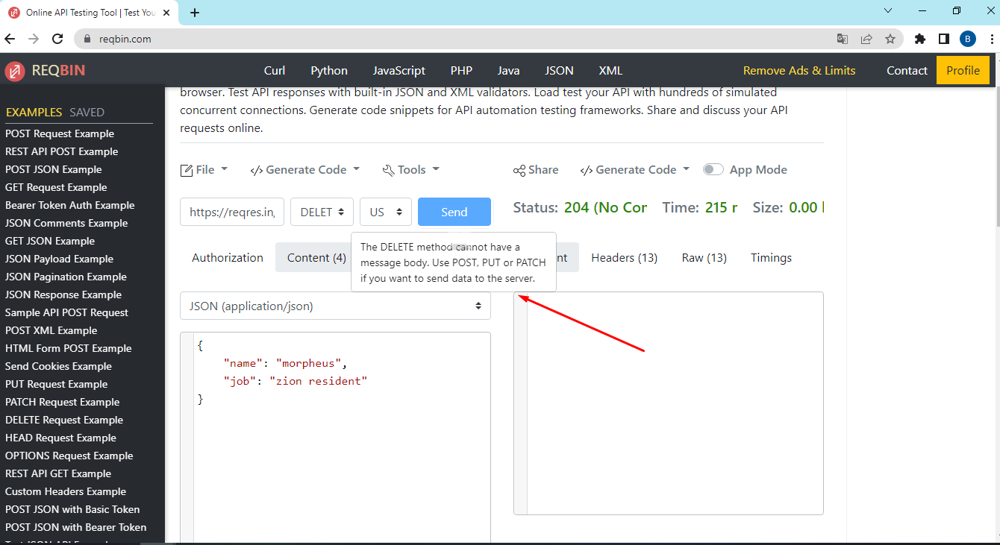 Online API Testing Tool | Test You
reqbin.com
B
REQBIN
Curl
Python
JavaScript
PHP
Java
JSON
XML
Remove Ads & Limits
Contact
Profile
EXAMPLES SAVED
POST Request Example
REST API POST Example
POST JSON Example
GET Request Example
Bearer Token Auth Example
JSON Comments Example
GET JSON Example
JSON Payload Example
JSON Pagination Example
JSON Response Example
Sample API POST Request
POST XML Example
HTML Form POST Example
Send Cookies Example
PUT Request Example
PATCH Request Example
DELETE Request Example
HEAD Request Example
OPTIONS Request Example
REST API GET Example
Custom Headers Example
POST JSON with Basic Token
POST JSON with Bearer Token
browser. Test API responses with built-in JSON and XML validators. Load test your API with hundreds of simulated
concurrent connections. Generate code snippets for API automation testing frameworks. Share and discuss your API
requests online.
File
</> Generate Code
Tools
Share
</> Generate Code
App Mode
https://reqres.in,
DELET
US
Send
Status: 204 (No Cor
Time: 215 r
Size: 0.00
Authorization
Content (4)
The DELETE method cannot have a
message body. Use POST, PUT or PATCH
if you want to send data to the server.
nt
Headers (13)
Raw (13)
Timings
JSON (application/json)
{
"name": "morpheus",
"job": "zion resident"
}